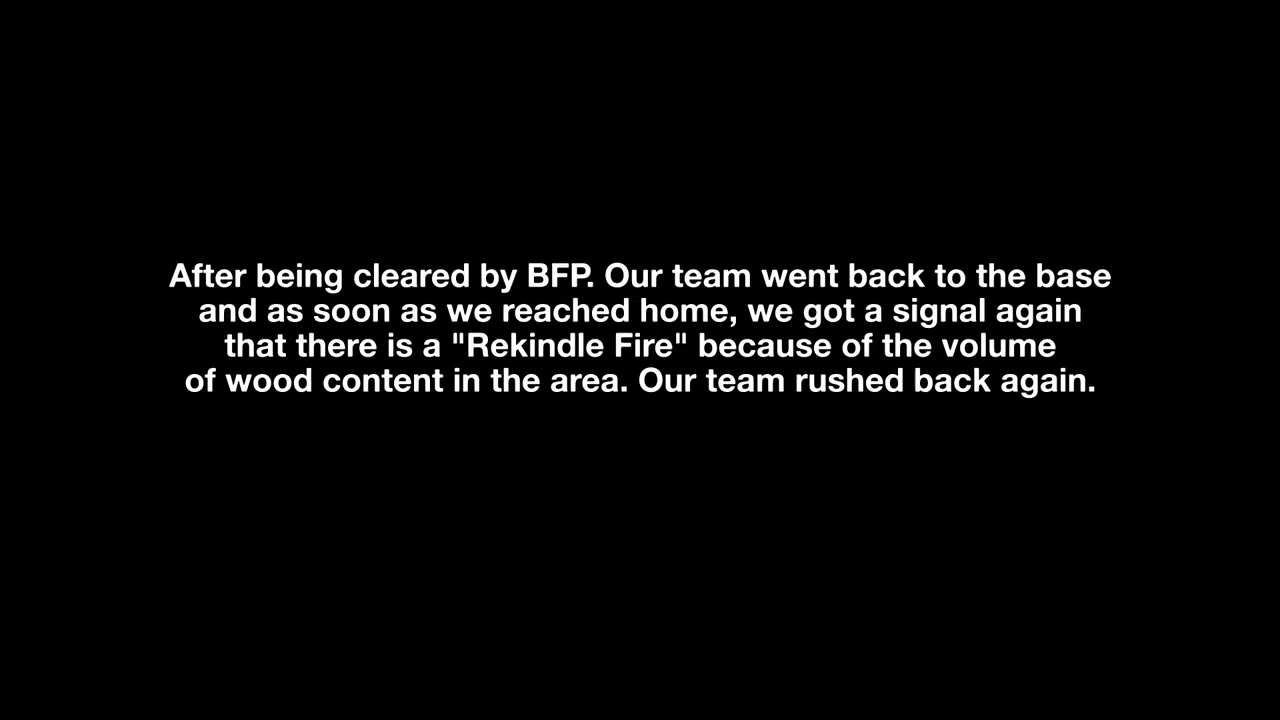 After being cleared by BFP. Our team went back to the base
and as soon as we reached home, we got a signal again
that there is a "Rekindle Fire" because of the volume
of wood content in the area. Our team rushed back again.